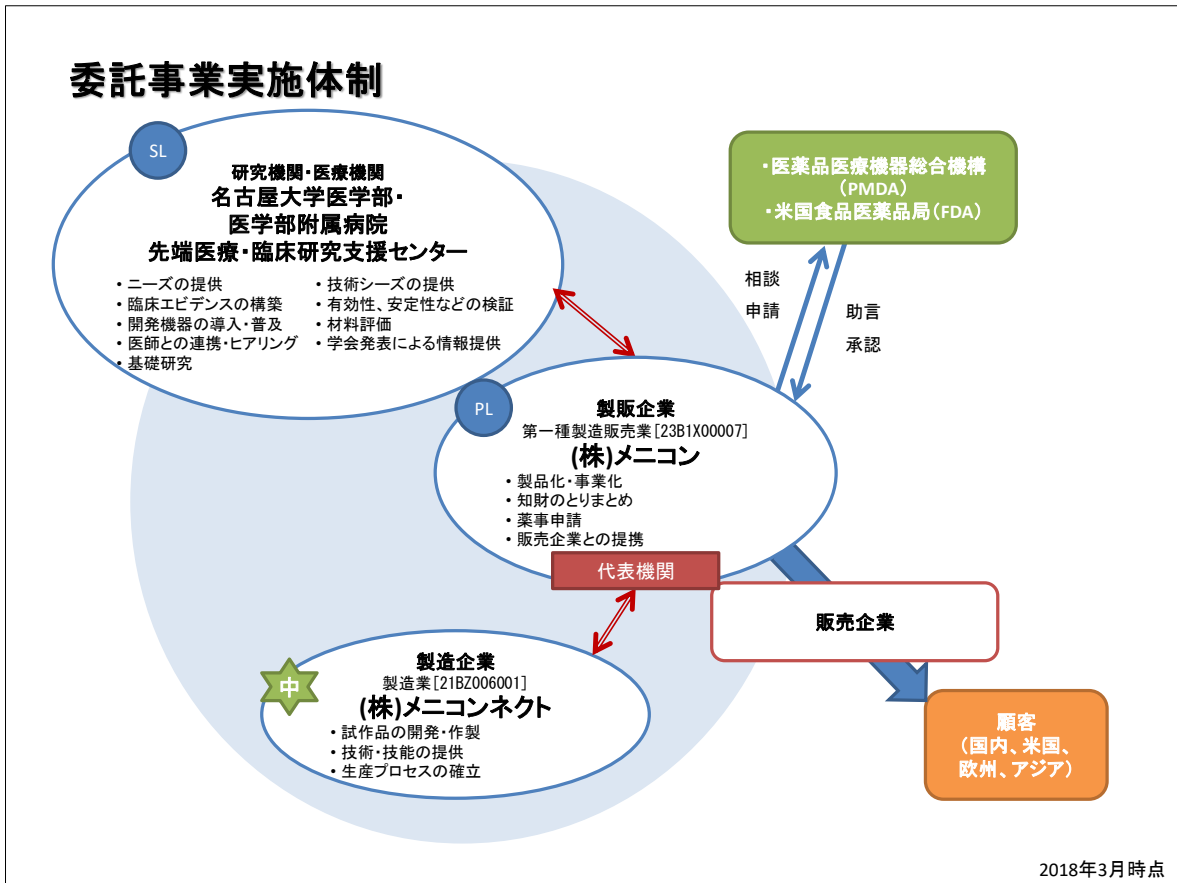 委託事業実施体制
SL
研究機関・医療機関
名古屋大学医学部・
医学部附属病院
先端医療・臨床研究支援センター
・ニーズの提供
・臨床エビデンスの構築
・開発機器の導入・普及
・医師との連携・ヒアリング
・基礎研究
・技術シーズの提供
・有効性、安定性などの検証
・材料評価
・学会発表による情報提供
・医薬品医療機器総合機構
（PMDA）
・米国食品医薬品局（FDA）
相談
申請
助言
承認
PL
製販企業
第一種製造販売業[23B1X00007]
(株)メニコン
・製品化・事業化
・知財のとりまとめ
・薬事申請
・販売企業との提携
代表機関
販売企業
中
製造企業
製造業[21BZ006001]
(株)メニコンネクト
・試作品の開発・作製
・技術・技能の提供
・生産プロセスの確立
顧客
（国内、米国、
欧州、アジア）
2018年3月時点